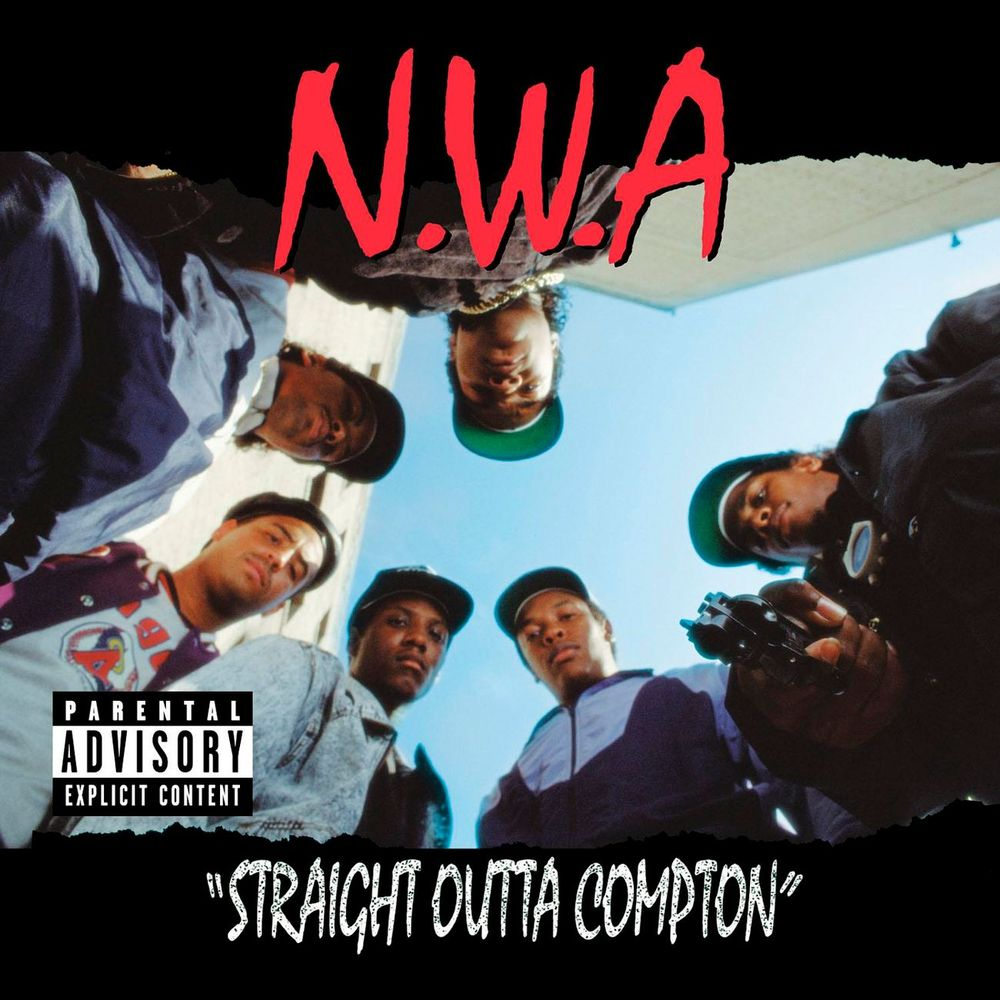 N.W.A
PARENTAL
ADVISORY
EXPLICIT CONTENT
"STRAIGHT OUTTA COMPTON"